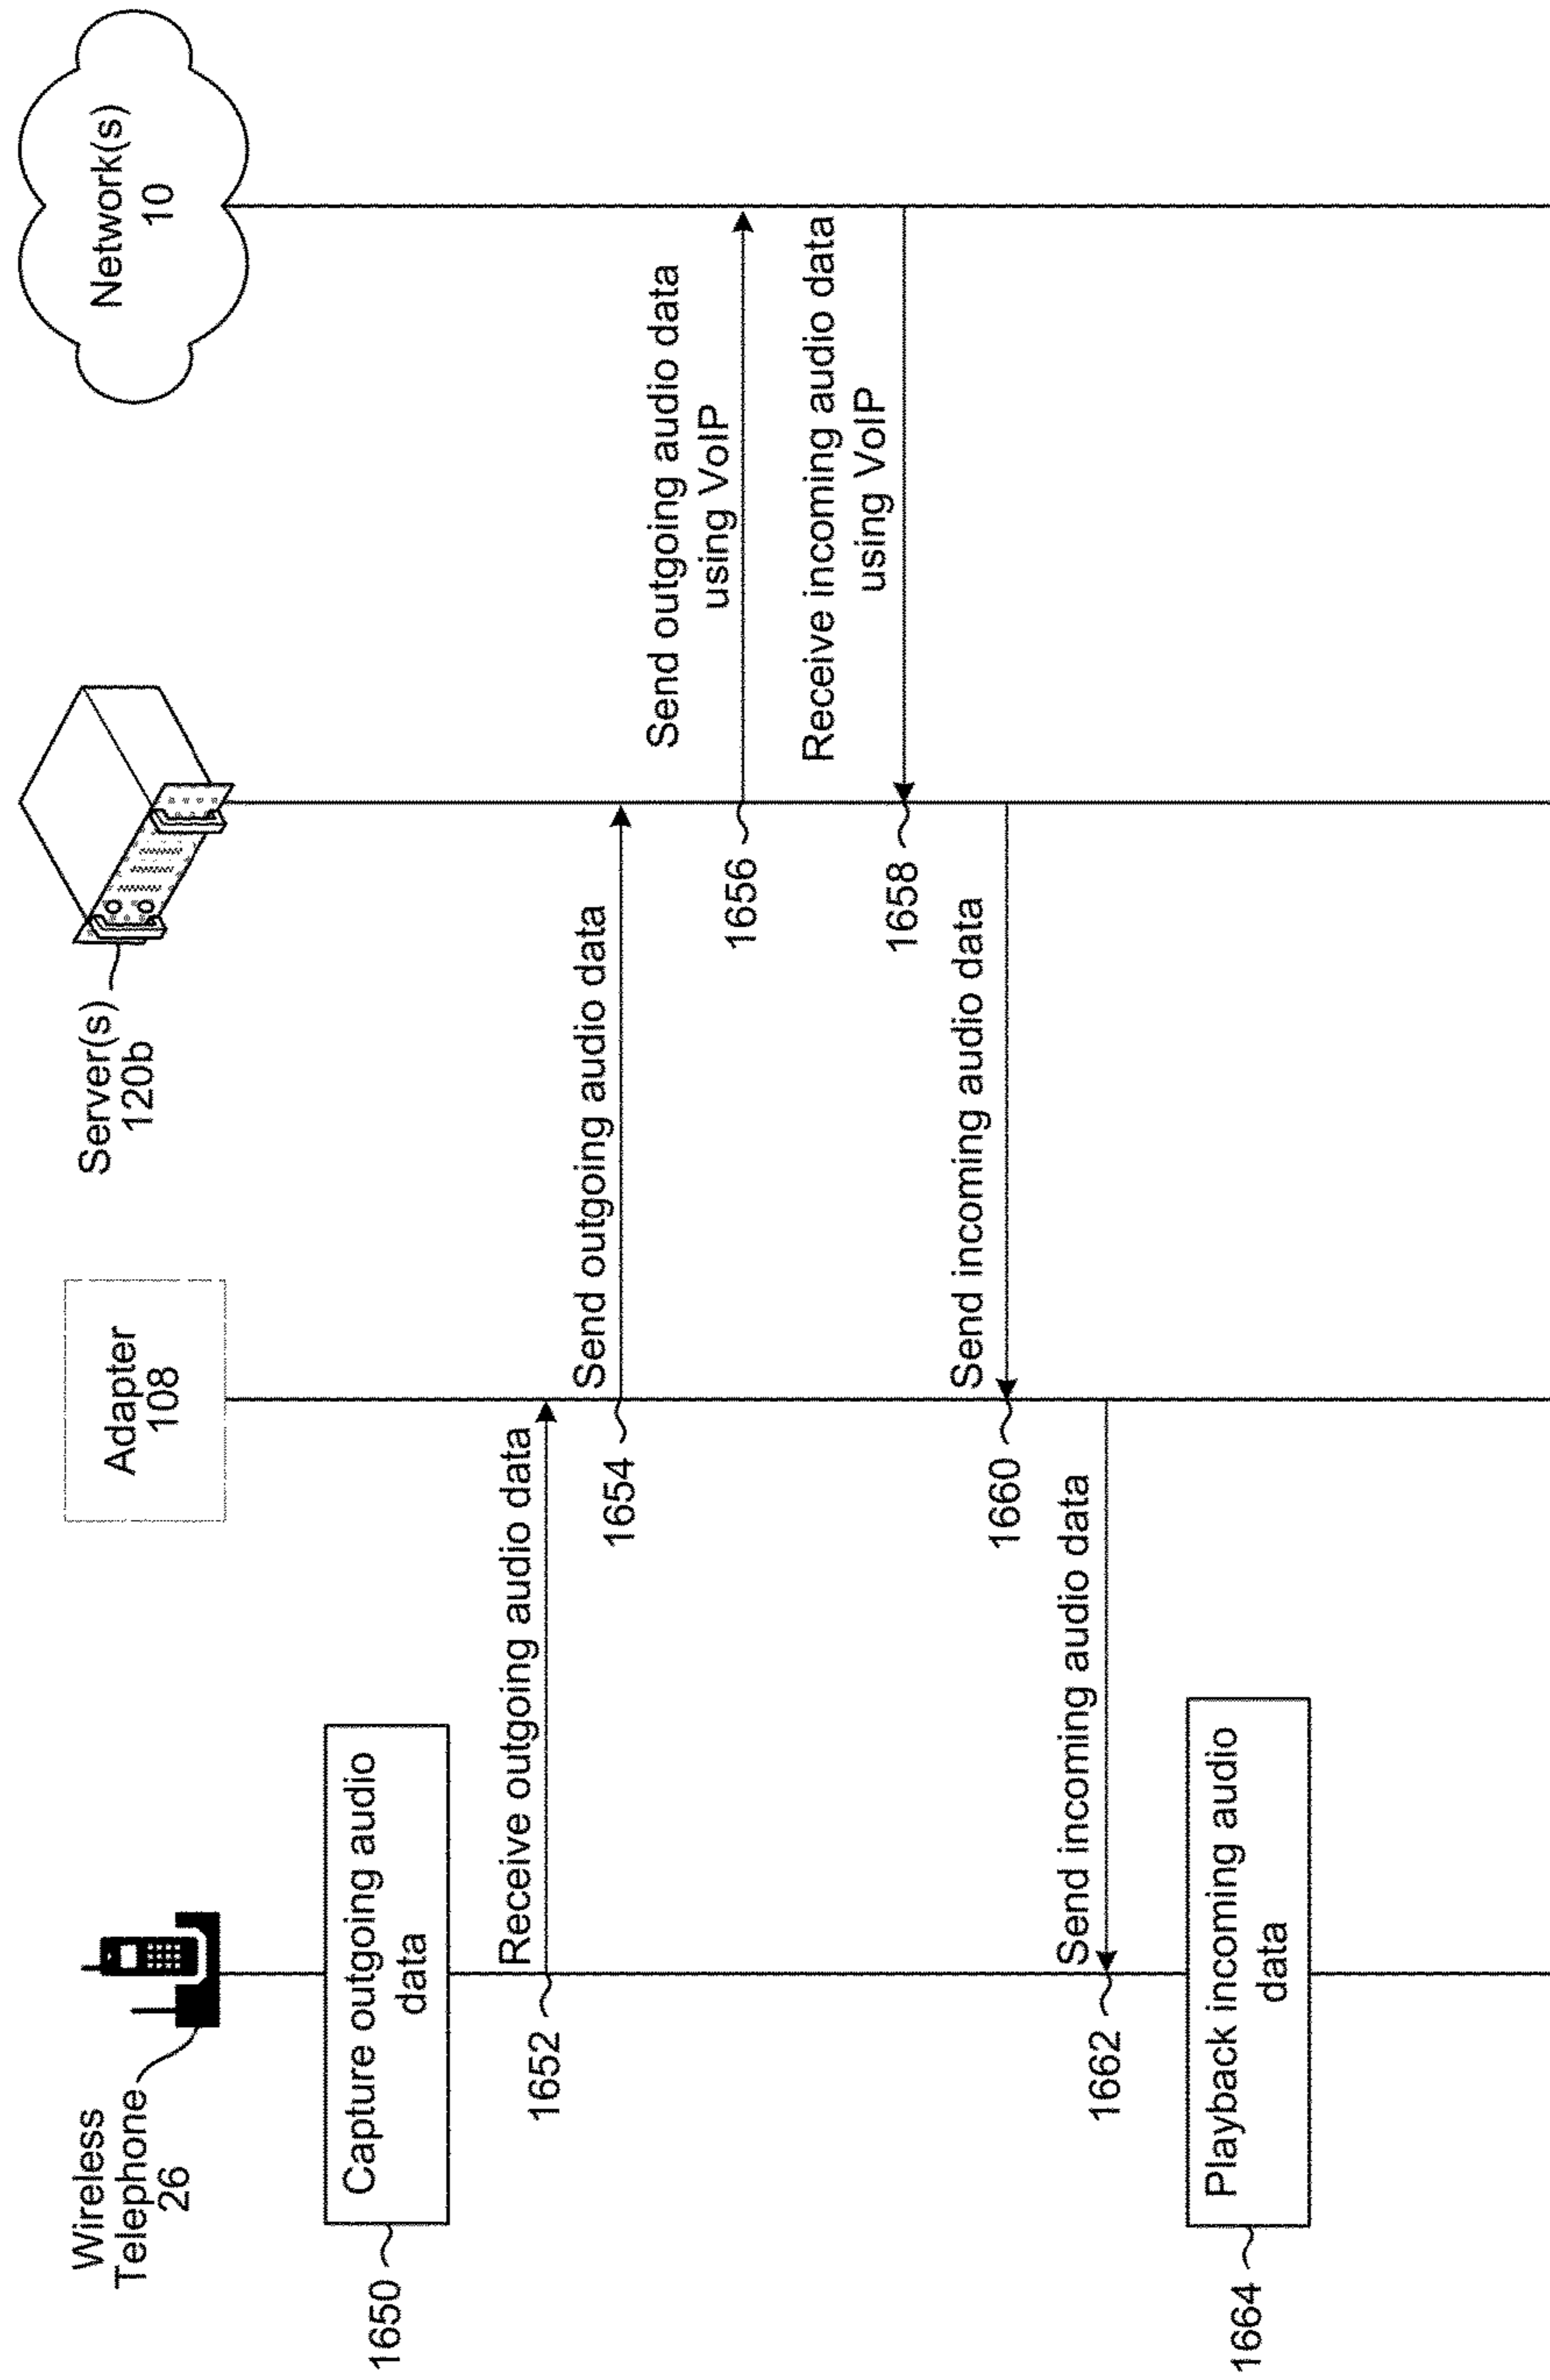 Wireless
Telephone
26
Adapter
108
Server(s)
120b
Network(s)
10
1650
Capture outgoing audio
data
Receive outgoing audio data
1652
Send outgoing audio data
1654
Send outgoing audio data
using VoIP
1656
Receive incoming audio data
using VoIP
1658
Send incoming audio data
1660
Send incoming audio data
1662
1664
Playback incoming audio
data